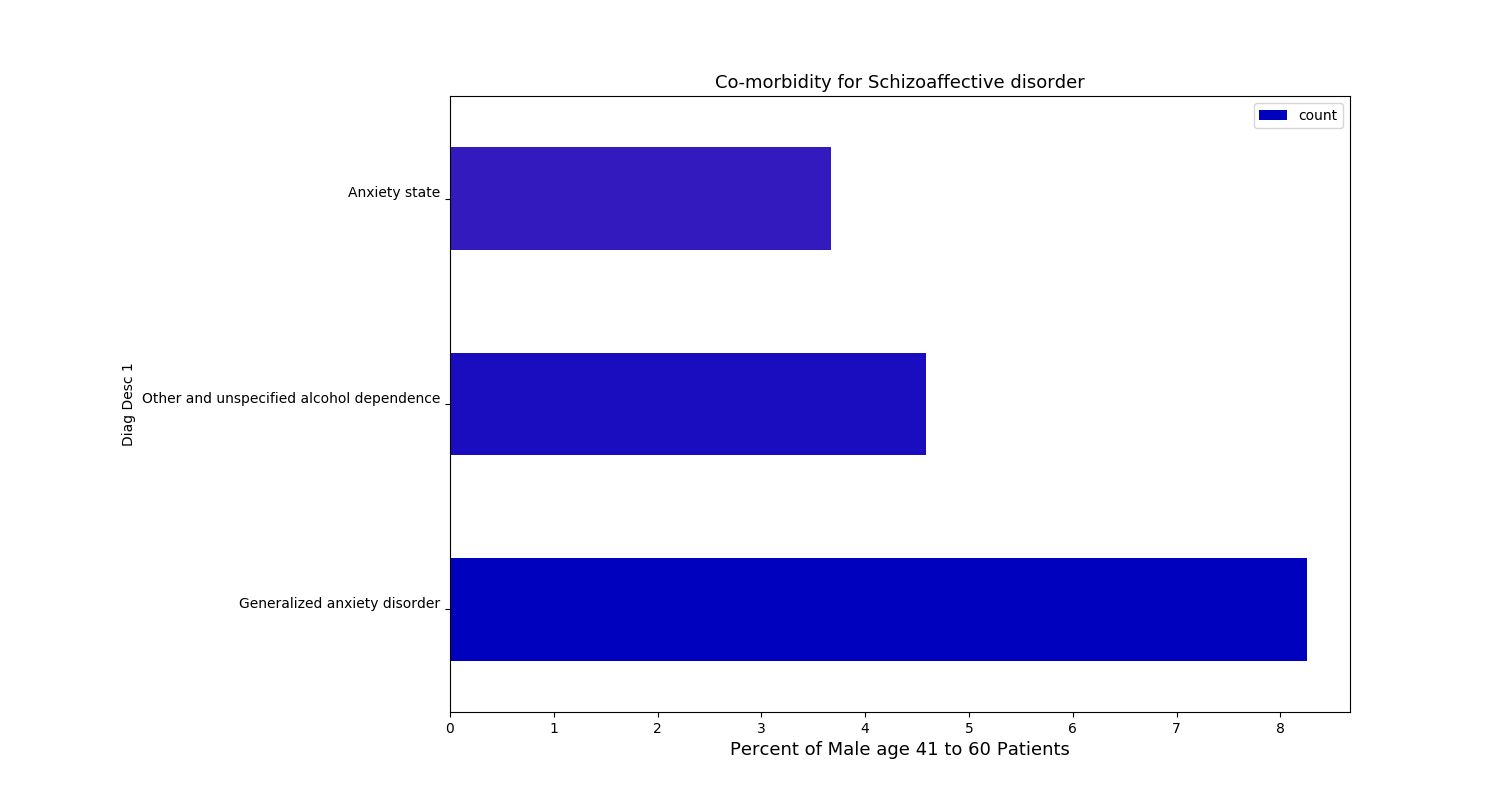 Co-morbidity for Schizoaffective disorder
count
Anxiety state
Other and unspecified alcohol dependence
Generalized anxiety disorder
Diag Desc 1
0 1 2 3 4 5 6 7 8
Percent of Male age 41 to 60 Patients